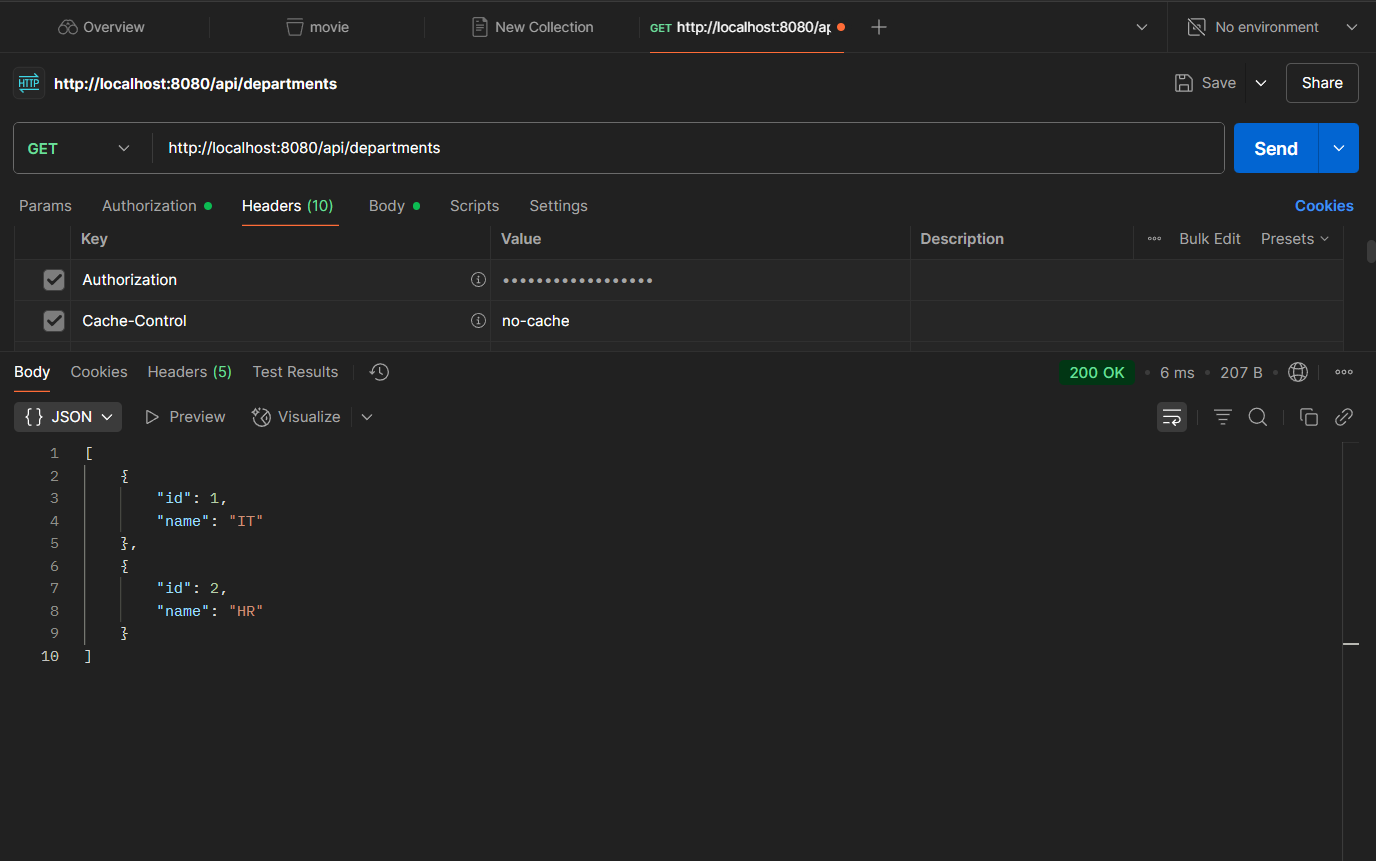 Overview
movie
New Collection
GET http://localhost:8080/ap
No environment
HTTP http://localhost:8080/api/departments
Save
Share
GET
http://localhost:8080/api/departments
Send
Params
Authorization
Headers (10)
Body
Scripts
Settings
Cookies
Key
Value
Description
Bulk Edit
Presets
Authorization
Cache-Control
no-cache
Body
Cookies
Headers (5)
Test Results
200 OK
6 ms
207 B
{} JSON
Preview
Visualize
1 [
2 {
3 "id": 1,
4 "name": "IT"
5 },
6 {
7 "id": 2,
8 "name": "HR"
9 }
10 ]